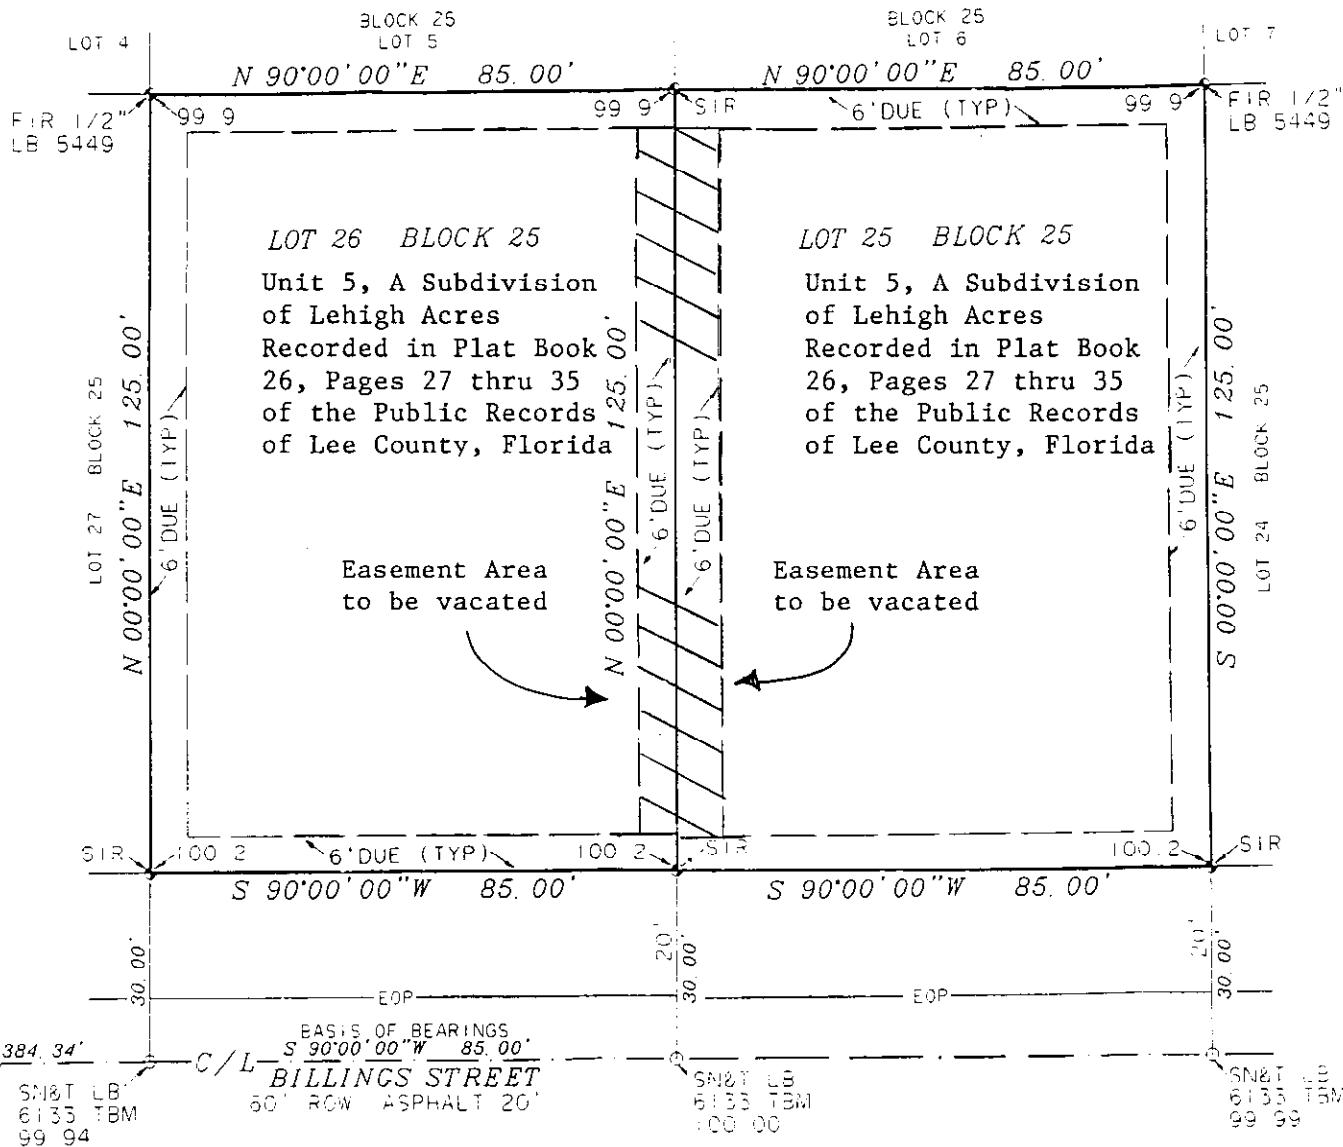 BLOCK 25
BLOCK 25
LOT 4
LOT 5
LOT 6
LOT 7
N 90°00'00"E 85.00'
N 90°00'00"E 85.00'
FIR 1/2"
LB 5449
99 9
99 9
SIR
6'DUE (TYP)
99 9
FIR 1/2"
LB 5449
LOT 26 BLOCK 25
Unit 5, A Subdivision
of Lehigh Acres
Recorded in Plat Book
26, Pages 27 thru 35
of the Public Records
of Lee County, Florida
LOT 25 BLOCK 25
Unit 5, A Subdivision
of Lehigh Acres
Recorded in Plat Book
26, Pages 27 thru 35
of the Public Records
of Lee County, Florida
LOT 27 BLOCK 25
N 00°00'00"E 125.00'
6'DUE (TYP)
N 00°00'00"E 125.00'
6'DUE (TYP)
6'DUE (TYP)
6'DUE (TYP)
S 00°00'00"E 125.00'
LOT 24 BLOCK 25
Easement Area
to be vacated
Easement Area
to be vacated
SIR
100 2
6'DUE (TYP)
100 2
SIR
100.2
SIR
S 90°00'00"W 85.00'
S 90°00'00"W 85.00'
30.00'
20'
30.00'
20'
30.00'
EOP
EOP
BASIS OF BEARINGS
384.34'
C/L
S 90°00'00"W 85.00'
BILLINGS STREET
60' ROW ASPHALT 20'
SN&T LB
6133 TBM
99 94
SN&T LB
6133 TBM
100 00
SN&T LB
6133 TBM
99 99